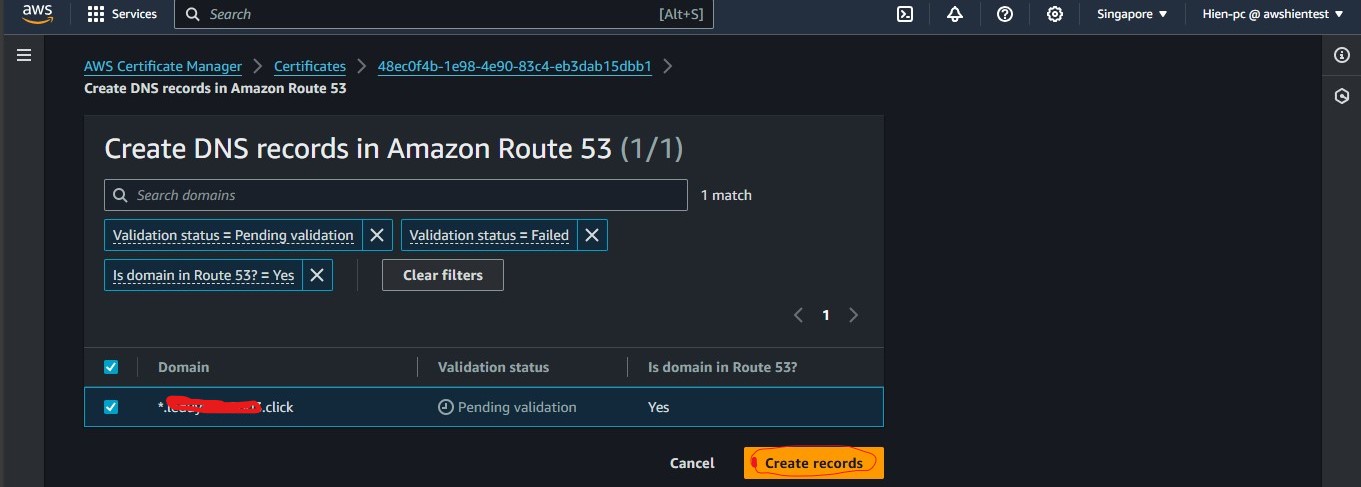 aws Services Search [Alt+S] Singapore Hien-pc @ awshientest
AWS Certificate Manager Certificates 48ec0f4b-1e98-4e90-83c4-eb3dab15dbb1
Create DNS records in Amazon Route 53
Create DNS records in Amazon Route 53 (1/1)
Search domains 1 match
Validation status = Pending validation Validation status = Failed
Is domain in Route 53? = Yes Clear filters
1
Domain Validation status Is domain in Route 53?
.click Pending validation Yes
Cancel Create records